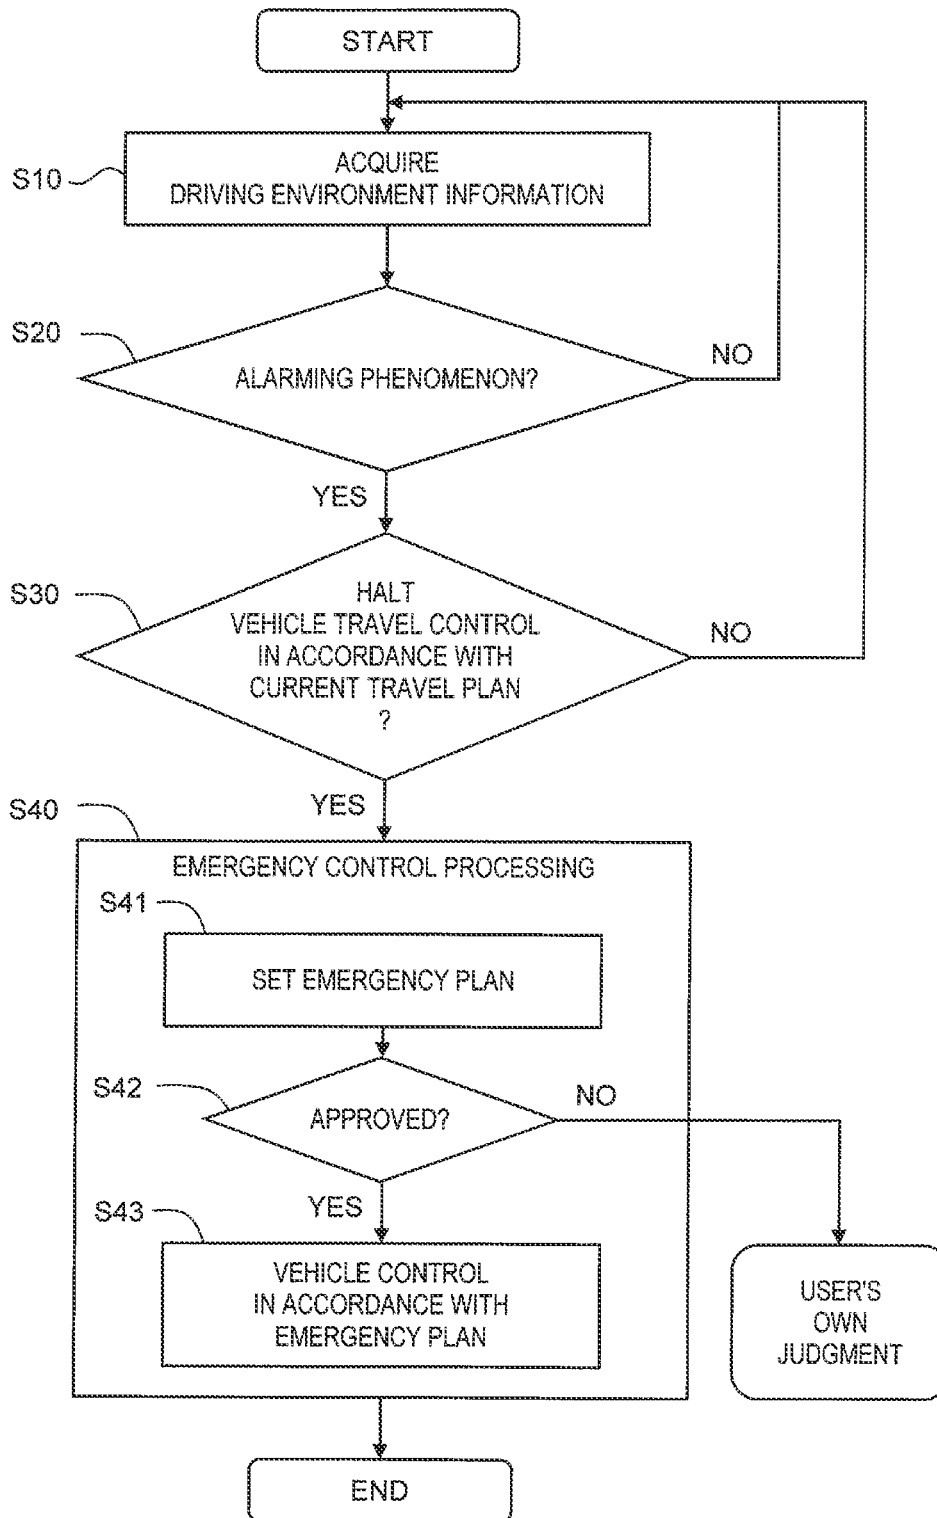 START
S10
ACQUIRE
DRIVING ENVIRONMENT INFORMATION
S20
ALARMING PHENOMENON?
NO
YES
S30
HALT
VEHICLE TRAVEL CONTROL
IN ACCORDANCE WITH
CURRENT TRAVEL PLAN
?
NO
YES
S40
EMERGENCY CONTROL PROCESSING
S41
SET EMERGENCY PLAN
S42
APPROVED?
NO
YES
S43
VEHICLE CONTROL
IN ACCORDANCE WITH
EMERGENCY PLAN
USER'S
OWN
JUDGMENT
END